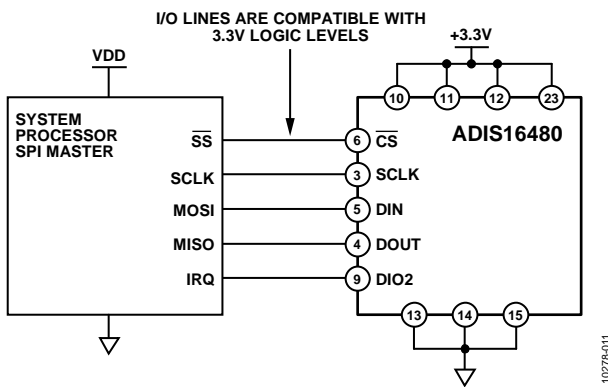 I/O LINES ARE COMPATIBLE WITH
3.3V LOGIC LEVELS
VDD
+3.3V
10
11
12
23
SYSTEM
PROCESSOR
SPI MASTER
ADIS16480
SS
6
CS
SCLK
3
SCLK
MOSI
5
DIN
MISO
4
DOUT
IRQ
9
DIO2
13
14
15
10278-011